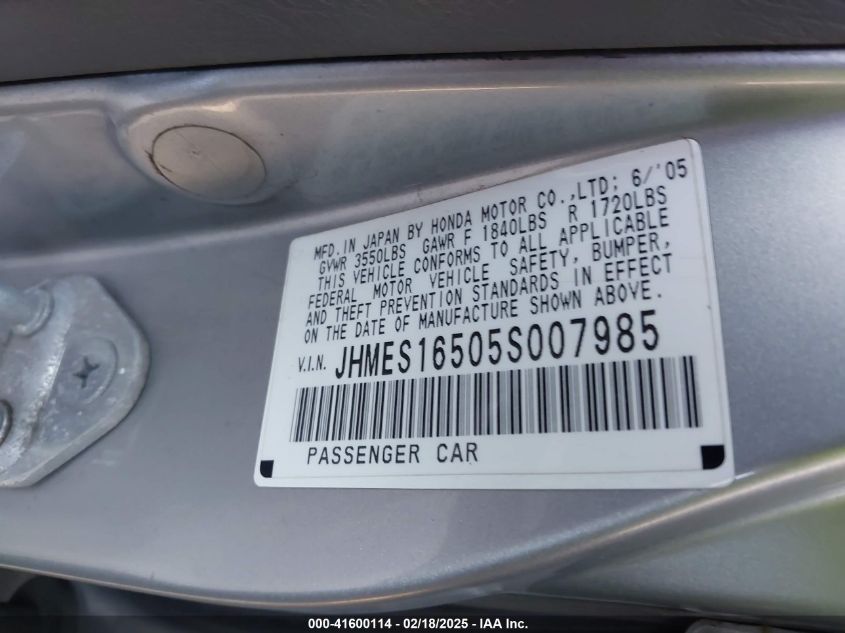 MFD. IN JAPAN BY HONDA MOTOR CO.,LTD; 6/'05
GVWR 3550LBS GAWR F 1840LBS R 1720LBS
THIS VEHICLE CONFORMS TO ALL APPLICABLE
FEDERAL MOTOR VEHICLE SAFETY, BUMPER,
AND THEFT PREVENTION STANDARDS IN EFFECT
ON THE DATE OF MANUFACTURE SHOWN ABOVE.
V.I.N. JHMES16505S007985
PASSENGER CAR
000-41600114 - 02/18/2025 - IAA Inc.